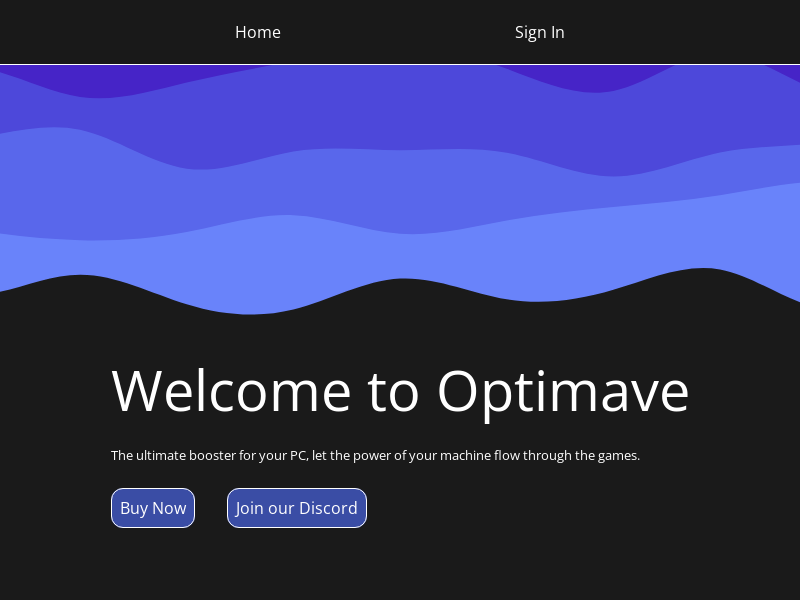 Home
Sign In
Welcome to Optimave
The ultimate booster for your PC, let the power of your machine flow through the games.
Buy Now
Join our Discord